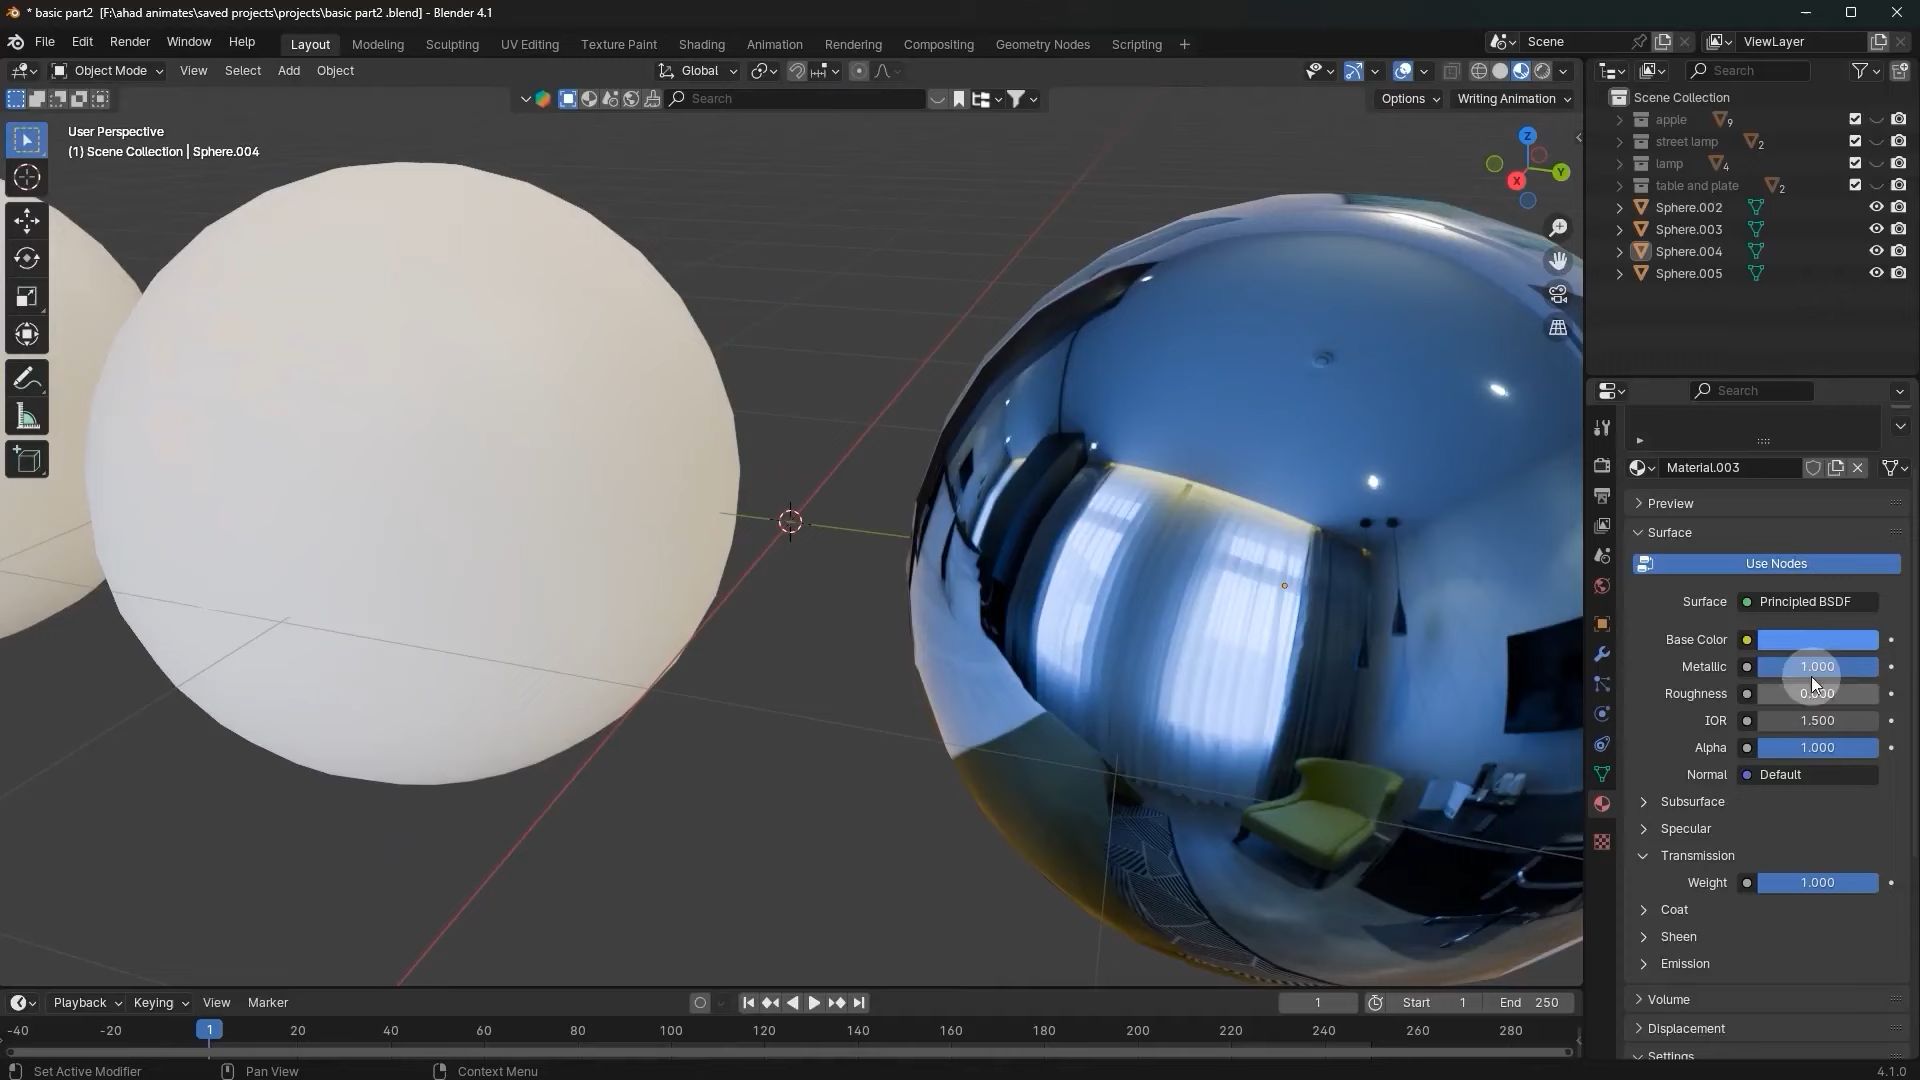 * basic part2 [F:\ahad animates\saved projects\projects\basic part2 .blend] - Blender 4.1
File Edit Render Window Help Layout Modeling Sculpting UV Editing Texture Paint Shading Animation Rendering Compositing Geometry Nodes Scripting + Scene ViewLayer
Object Mode View Select Add Object Global Search
Search Options Writing Animation
Scene Collection
User Perspective
(1) Scene Collection | Sphere.004
apple 9
street lamp 2
lamp 4
table and plate 2
Sphere.002
Sphere.003
Sphere.004
Sphere.005
Z
Y
X
Search
Material.003
Preview
Surface
Use Nodes
Surface Principled BSDF
Base Color
Metallic 1.000
Roughness 0.000
IOR 1.500
Alpha 1.000
Normal Default
Subsurface
Specular
Transmission
Weight 1.000
Coat
Sheen
Emission
Volume
Displacement
Settings
Playback Keying View Marker 1 Start 1 End 250
-40 -20 1 20 40 60 80 100 120 140 160 180 200 220 240 260 280
Set Active Modifier Pan View Context Menu 4.1.0